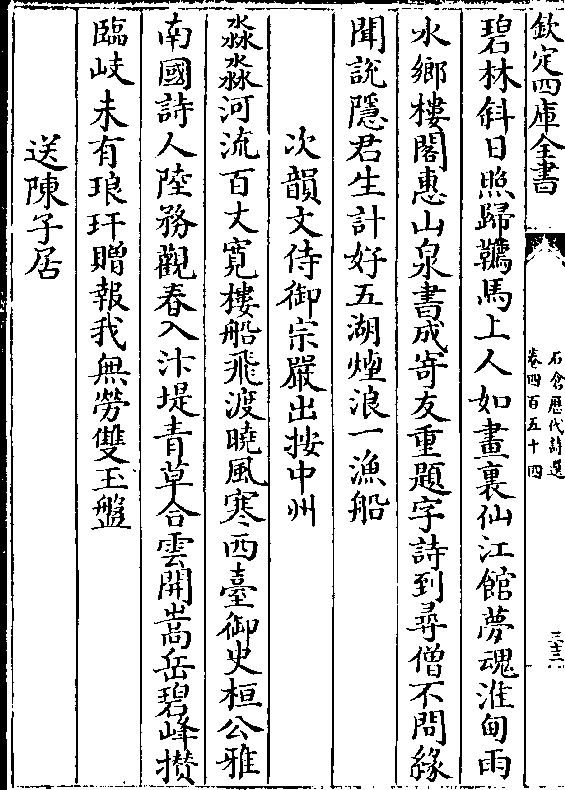 欽定四庫全書
石倉歷代詩選
卷四百五十四
三十三
碧林斜日照歸韉馬上人如畫裏仙江館夢魂淮甸雨
水鄉樓閣惠山泉書成寄友重題字詩到尋僧不問緣
聞說隱君生計好五湖煙浪一漁船
次韻文侍御宗嚴出按中州
淼淼河流百丈寛樓船飛渡曉風寒西臺御史桓公雅
南國詩人陸務觀春入汴堤青草合雲開嵩岳碧峰攢
臨岐未有琅玕贈報我無勞雙玉盤
送陳子居